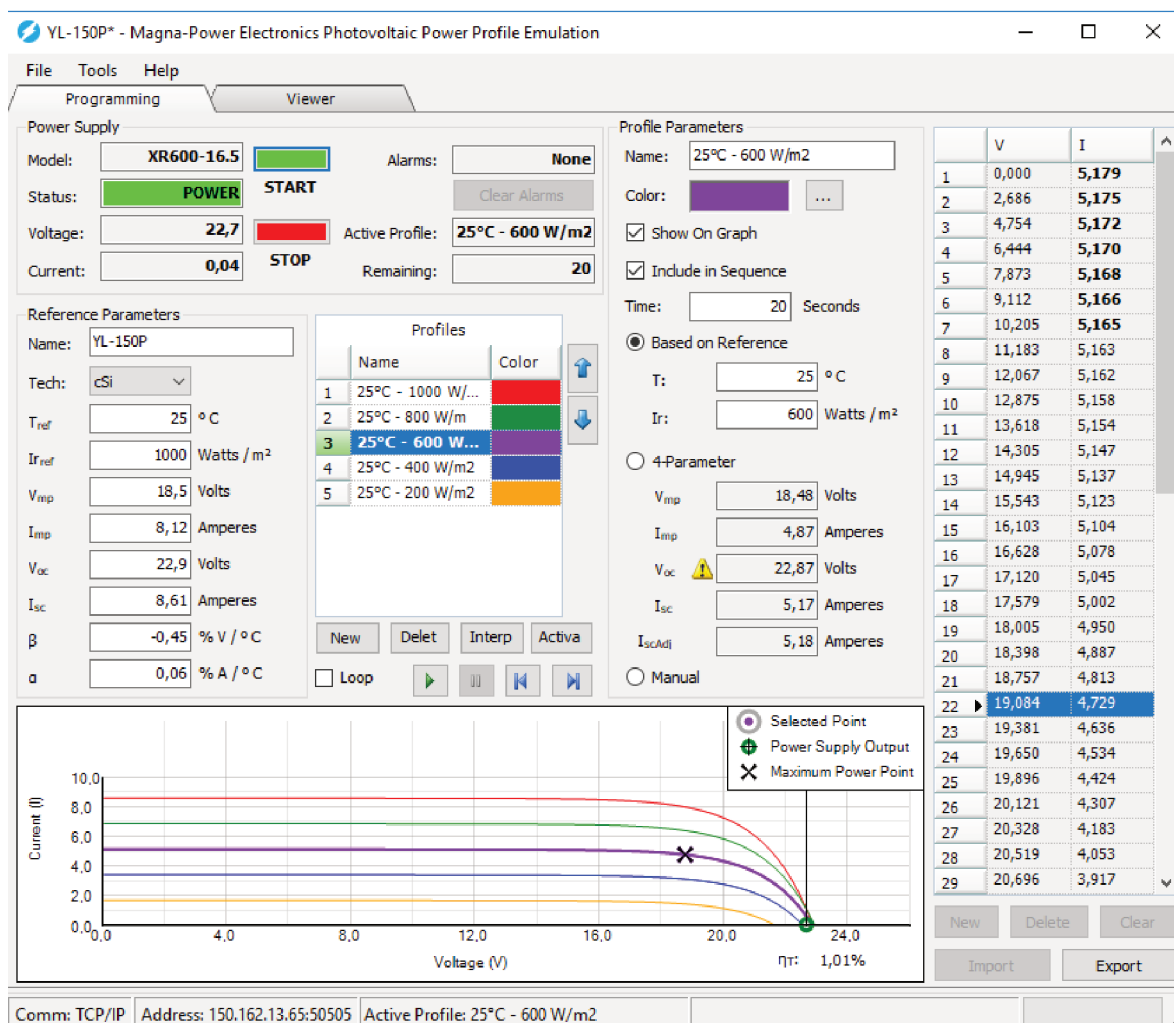 YL-150P* - Magna-Power Electronics Photovoltaic Power Profile Emulation
File Tools Help
Programming Viewer
Power Supply
Model: XR600-16.5
START
Status: POWER
Voltage: 22,7
STOP
Current: 0,04
Alarms: None
Clear Alarms
Active Profile: 25°C - 600 W/m2
Remaining: 20
Reference Parameters
Name: YL-150P
Tech: cSi
Tref 25 °C
Irref 1000 Watts / m²
Vmp 18,5 Volts
Imp 8,12 Amperes
Voc 22,9 Volts
Isc 8,61 Amperes
β -0,45 % V / °C
α 0,06 % A / °C
Profiles
Name Color
1 25°C - 1000 W/...
2 25°C - 800 W/m
3 25°C - 600 W...
4 25°C - 400 W/m2
5 25°C - 200 W/m2
New Delet Interp Activa
Loop
Profile Parameters
Name: 25°C - 600 W/m2
Color: ...
Show On Graph
Include in Sequence
Time: 20 Seconds
Based on Reference
T: 25 °C
Ir: 600 Watts / m²
4-Parameter
Vmp 18,48 Volts
Imp 4,87 Amperes
Voc 22,87 Volts
Isc 5,17 Amperes
IscAdj 5,18 Amperes
Manual
V I
1 0,000 5,179
2 2,686 5,175
3 4,754 5,172
4 6,444 5,170
5 7,873 5,168
6 9,112 5,166
7 10,205 5,165
8 11,183 5,163
9 12,067 5,162
10 12,875 5,158
11 13,618 5,154
12 14,305 5,147
13 14,945 5,137
14 15,543 5,123
15 16,103 5,104
16 16,628 5,078
17 17,120 5,045
18 17,579 5,002
19 18,005 4,950
20 18,398 4,887
21 18,757 4,813
22 19,084 4,729
23 19,381 4,636
24 19,650 4,534
25 19,896 4,424
26 20,121 4,307
27 20,328 4,183
28 20,519 4,053
29 20,696 3,917
New Delete Clear
Import Export
Selected Point
Power Supply Output
Maximum Power Point
Current (I)
10,0
8,0
6,0
4,0
2,0
0,0
0,0 4,0 8,0 12,0 16,0 20,0 24,0
Voltage (V)
ηT: 1,01%
Comm: TCP/IP Address: 150.162.13.65:50505 Active Profile: 25°C - 600 W/m2